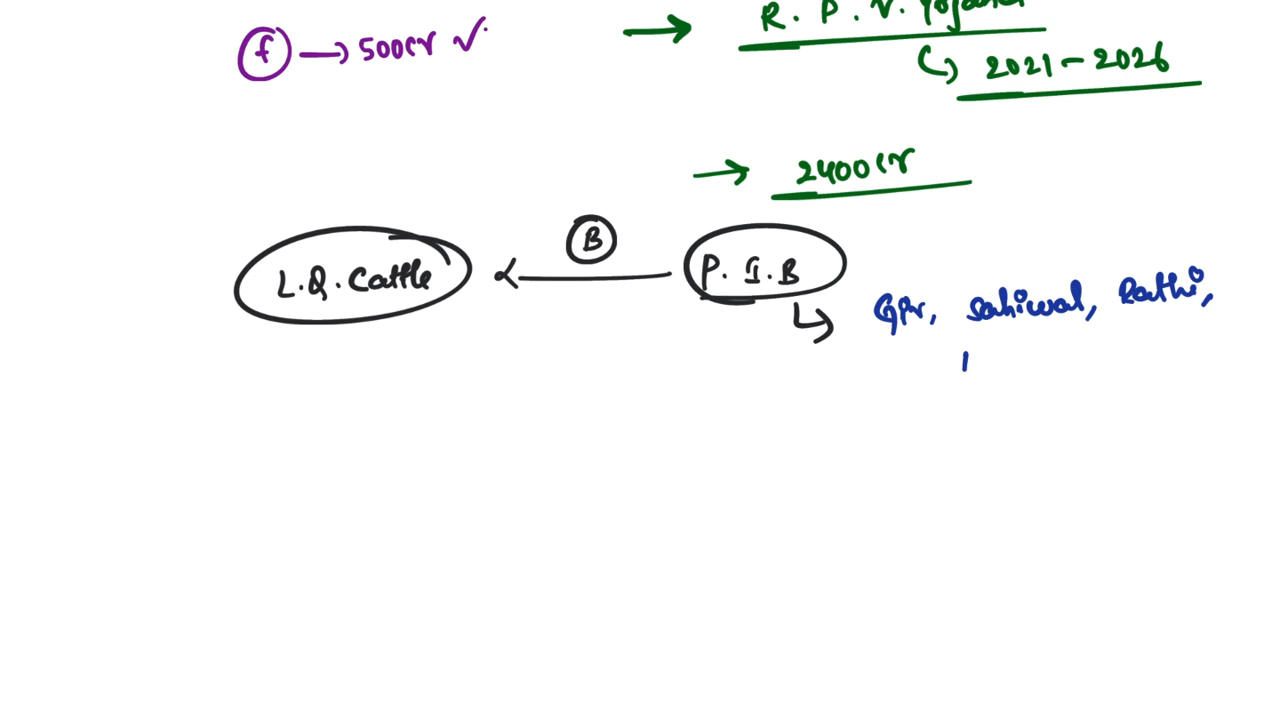 R. P. V. Yojana
f → 500cr ✓
2021-2026
→ 2400cr
B
L.Q. Cattle
P. I. B
Gir, Sahiwal, Rathi,